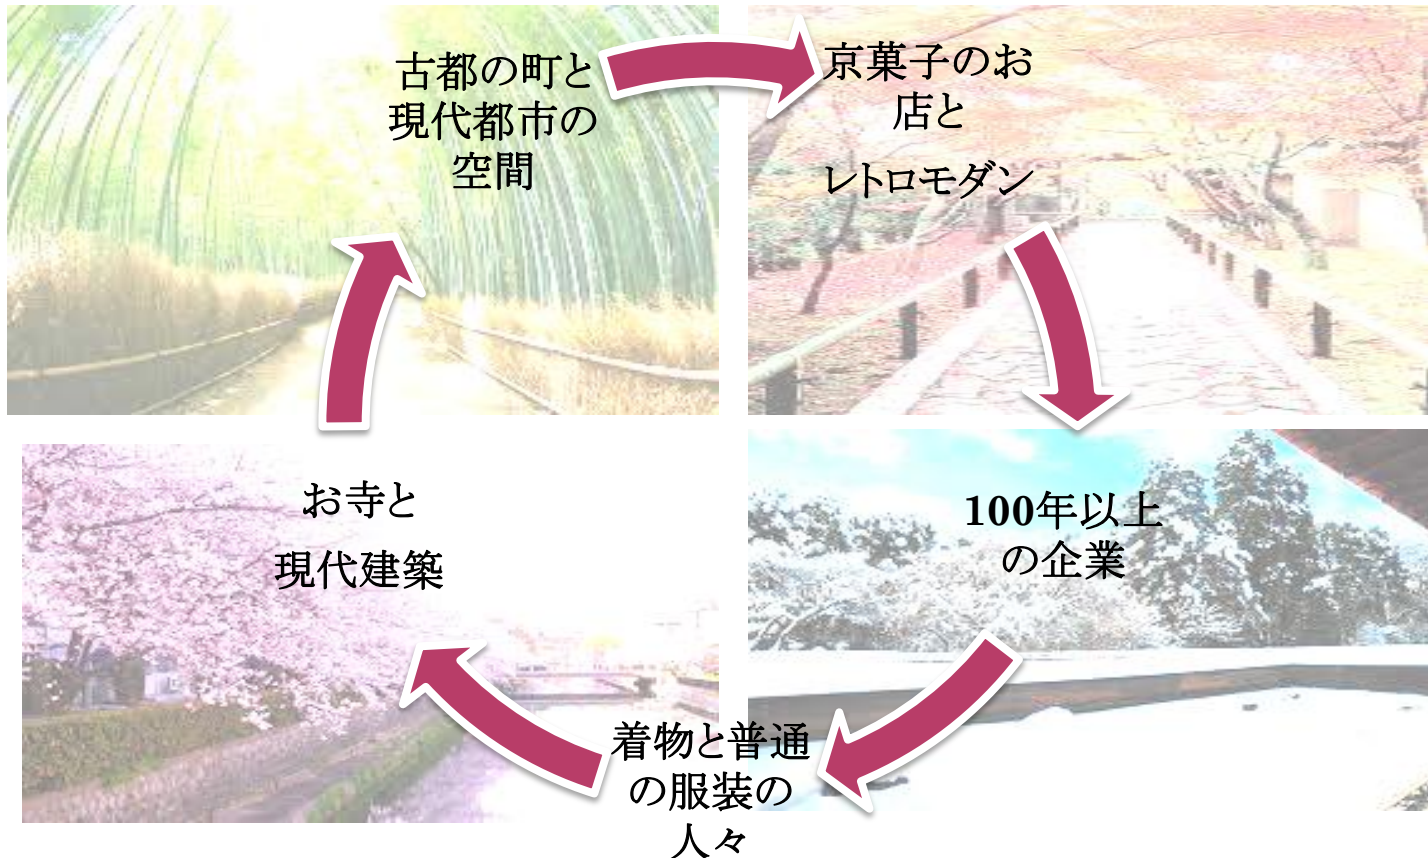 古都の町と
現代都市の
空間
京菓子のお
店と
レトロモダン
100年以上
の企業
着物と普通
の服装の
人々
お寺と
現代建築